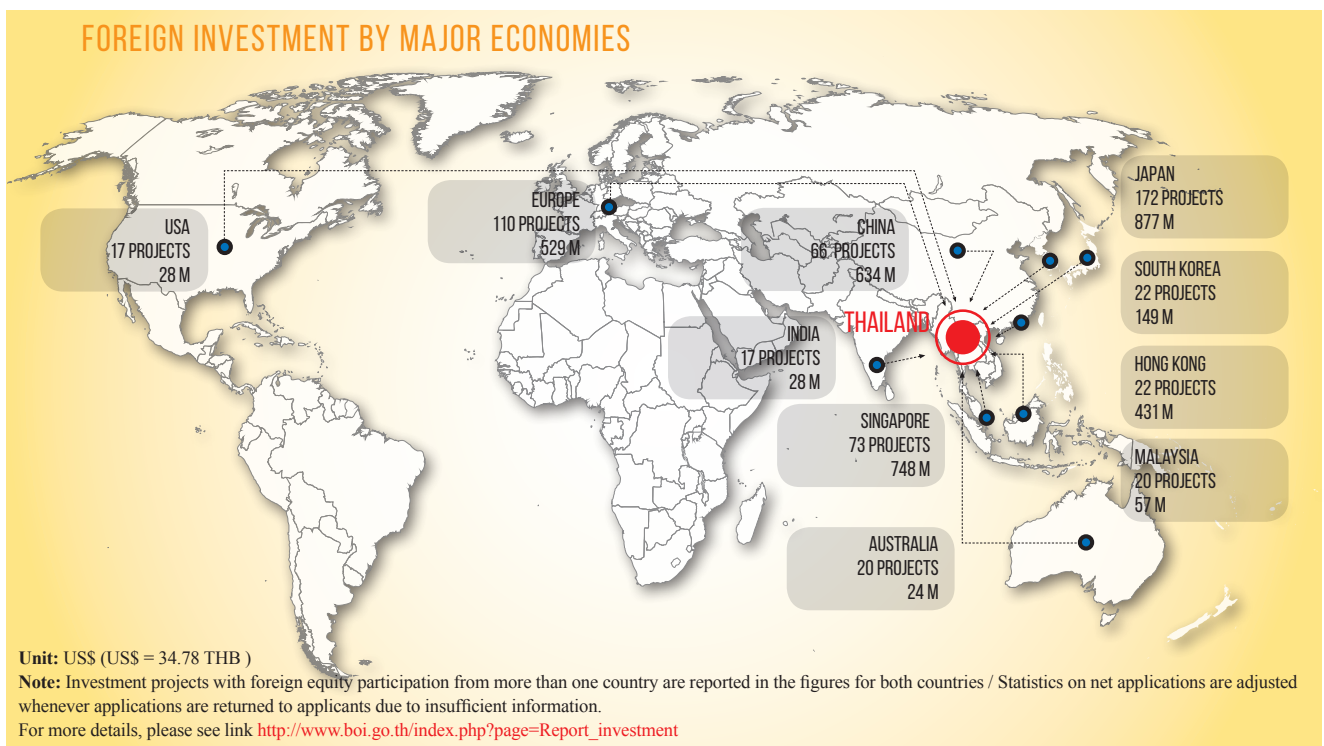 FOREIGN INVESTMENT BY MAJOR ECONOMIES
USA
17 PROJECTS
28 M
EUROPE
110 PROJECTS
529 M
CHINA
66 PROJECTS
634 M
JAPAN
172 PROJECTS
877 M
SOUTH KOREA
22 PROJECTS
149 M
THAILAND
INDIA
17 PROJECTS
28 M
HONG KONG
22 PROJECTS
431 M
SINGAPORE
73 PROJECTS
748 M
MALAYSIA
20 PROJECTS
57 M
AUSTRALIA
20 PROJECTS
24 M
Unit: US$ (US$ = 34.78 THB )
Note: Investment projects with foreign equity participation from more than one country are reported in the figures for both countries / Statistics on net applications are adjusted
whenever applications are returned to applicants due to insufficient information.
For more details, please see link http://www.boi.go.th/index.php?page=Report_investment